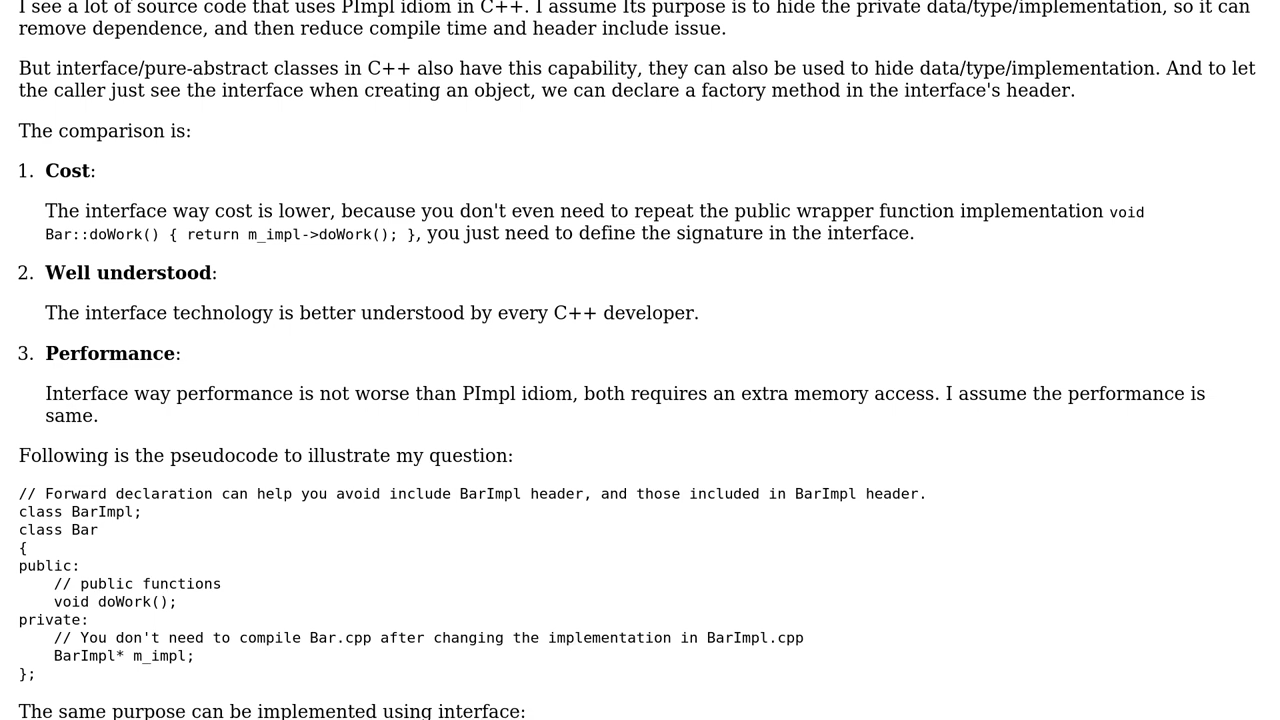 I see a lot of source code that uses PImpl idiom in C++. I assume Its purpose is to hide the private data/type/implementation, so it can
remove dependence, and then reduce compile time and header include issue.
But interface/pure-abstract classes in C++ also have this capability, they can also be used to hide data/type/implementation. And to let
the caller just see the interface when creating an object, we can declare a factory method in the interface's header.
The comparison is:
1. Cost:
The interface way cost is lower, because you don't even need to repeat the public wrapper function implementation void
Bar::doWork() { return m_impl->doWork(); }, you just need to define the signature in the interface.
2. Well understood:
The interface technology is better understood by every C++ developer.
3. Performance:
Interface way performance is not worse than PImpl idiom, both requires an extra memory access. I assume the performance is
same.
Following is the pseudocode to illustrate my question:
// Forward declaration can help you avoid include BarImpl header, and those included in BarImpl header.
class BarImpl;
class Bar
{
public:
    // public functions
    void doWork();
private:
    // You don't need to compile Bar.cpp after changing the implementation in BarImpl.cpp
    BarImpl* m_impl;
};
The same purpose can be implemented using interface: